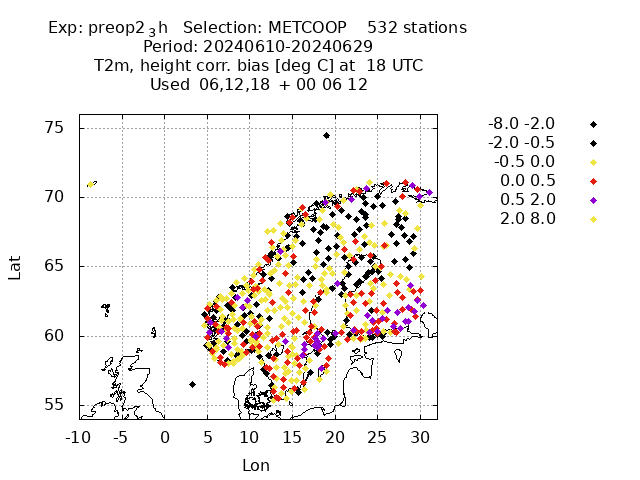 Exp: preop2 3 h   Selection: METCOOP    532 stations
Period: 20240610-20240629
T2m, height corr. bias [deg C] at  18 UTC
Used  06,12,18  + 00 06 12
-8.0 -2.0
-2.0 -0.5
-0.5 0.0
0.0 0.5
0.5 2.0
2.0 8.0
75
70
65
60
55
Lat
-10 -5 0 5 10 15 20 25 30
Lon